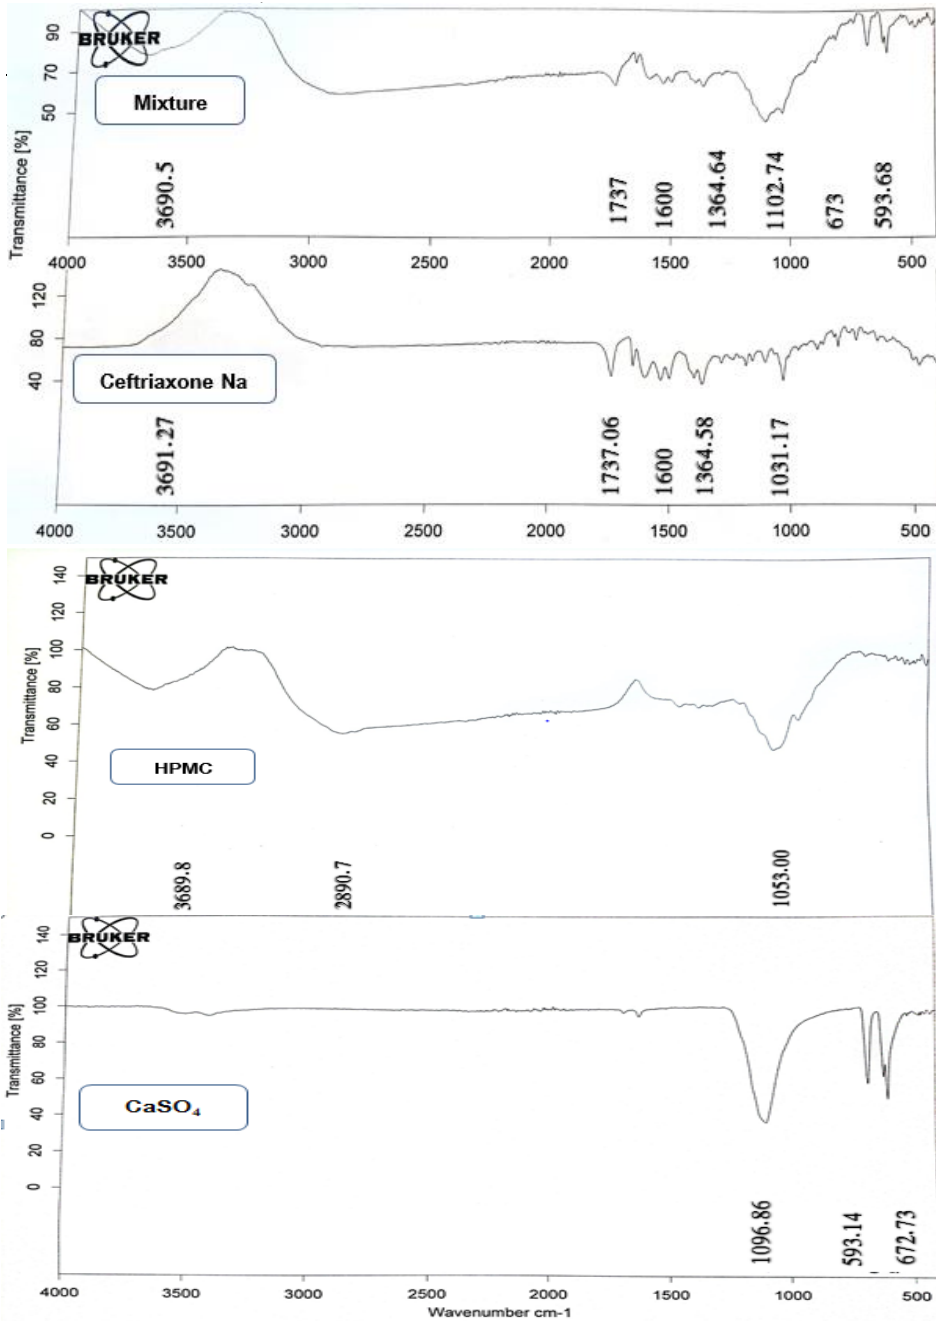 BRUKER
Mixture
Transmittance [%]
90
70
50
3690.5
1737
1600
1364.64
1102.74
673
593.68
4000 3500 3000 2500 2000 1500 1000 500
120
80
40
Ceftriaxone Na
3691.27
1737.06
1600
1364.58
1031.17
4000 3500 3000 2500 2000 1500 1000 500
BRUKER
Transmittance [%]
140
120
100
80
60
40
20
0
HPMC
3689.8
2890.7
1053.00
BRUKER
Transmittance [%]
140
120
100
80
60
40
20
0
CaSO₄
1096.86
593.14
672.73
4000 3500 3000 2500 2000 1500 1000 500
Wavenumber cm-1